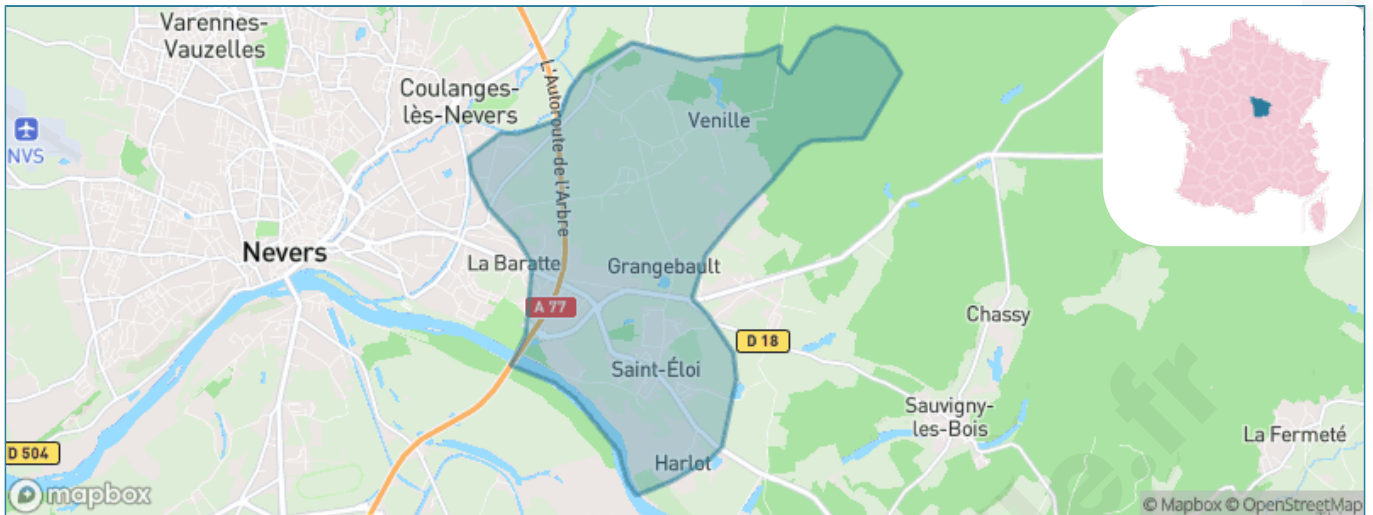 Varennes-
Vauzelles
Coulanges-
lès-Nevers
NVS
L'Autoroute de l'Arbre
Venille
Nevers
La Baratte
Grangebault
A 77
Chassy
D 18
Saint-Éloi
Sauvigny-
les-Bois
La Fermeté
D 504
Harlot
mapbox
© Mapbox © OpenStreetMap